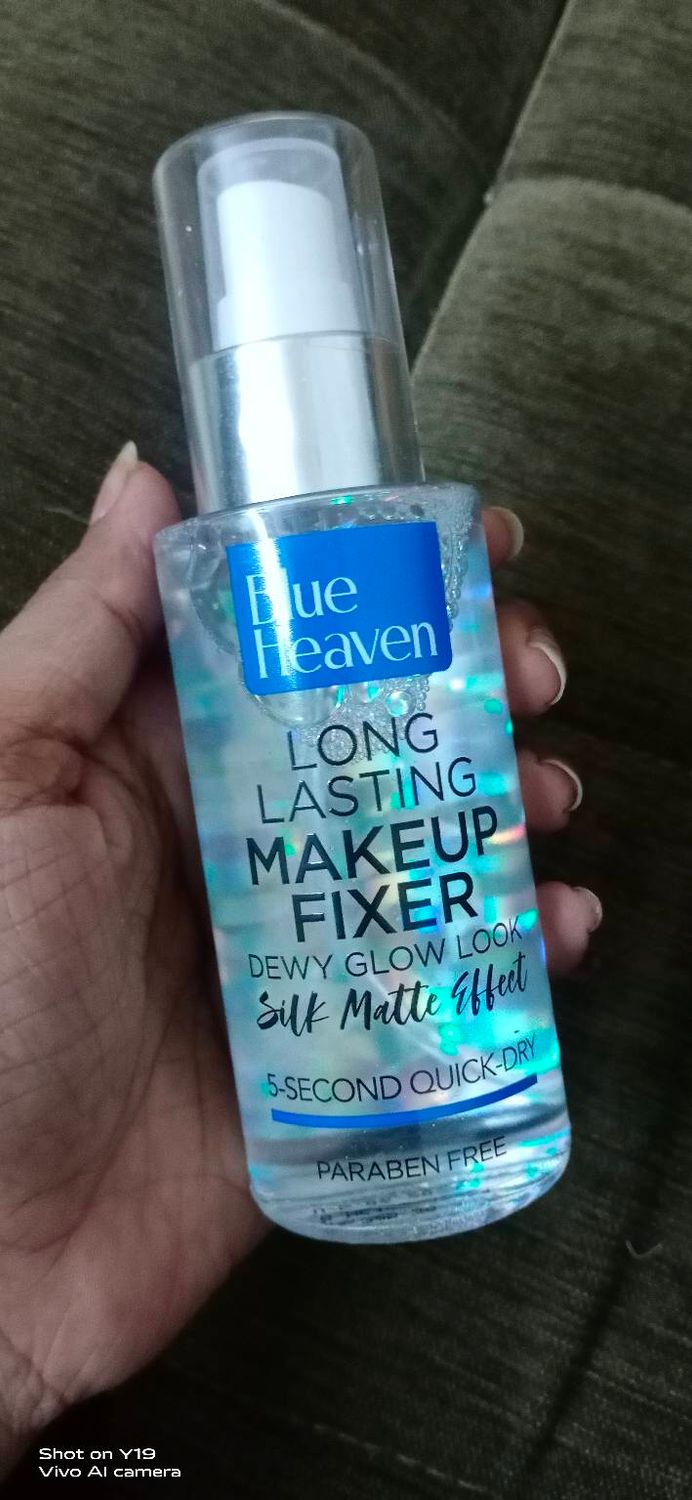 Blue
Heaven
LONG
LASTING
MAKEUP
FIXER
DEWY GLOW LOOK
Silk Matte Effect
5-SECOND QUICK-DRY
PARABEN FREE
Shot on Y19
Vivo AI camera